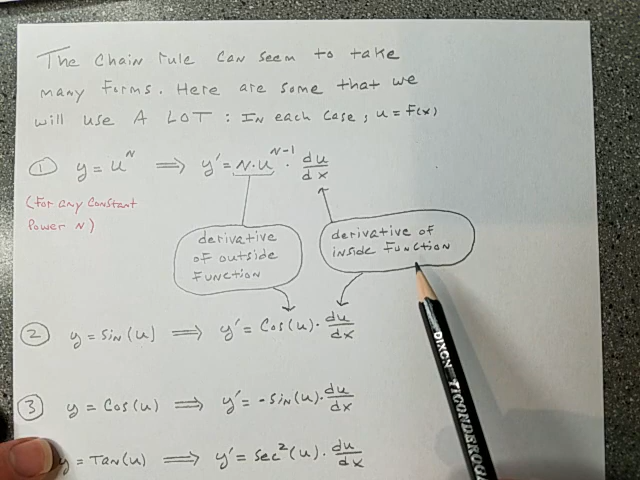 The Chain rule can seem to take
many forms. Here are some that we
will use A LOT: In each case, u = f(x)
① y = u^N ⟹ y' = N·u^(N-1) · du/dx
(For any constant
Power N)
derivative
of outside
Function
derivative of
inside Function
② y = sin(u) ⟹ y' = cos(u) · du/dx
③ y = cos(u) ⟹ y' = -sin(u) · du/dx
y = Tan(u) ⟹ y' = sec²(u) · du/dx
DIXON TICONDEROGA